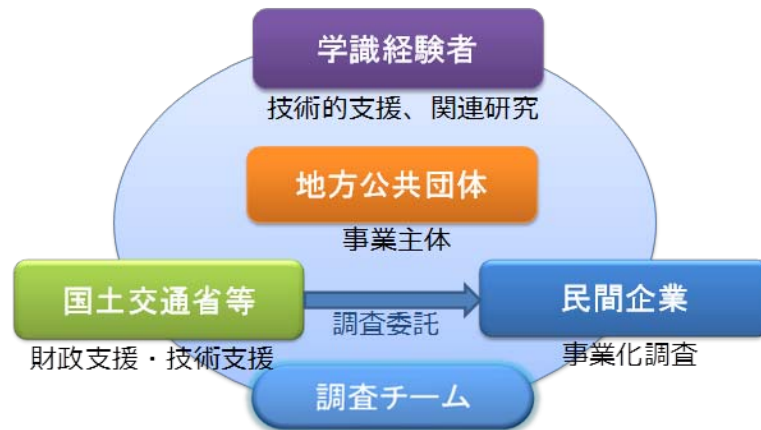 学識経験者
技術的支援、関連研究
地方公共団体
事業主体
国土交通省等
調査委託
民間企業
財政支援・技術支援
事業化調査
調査チーム